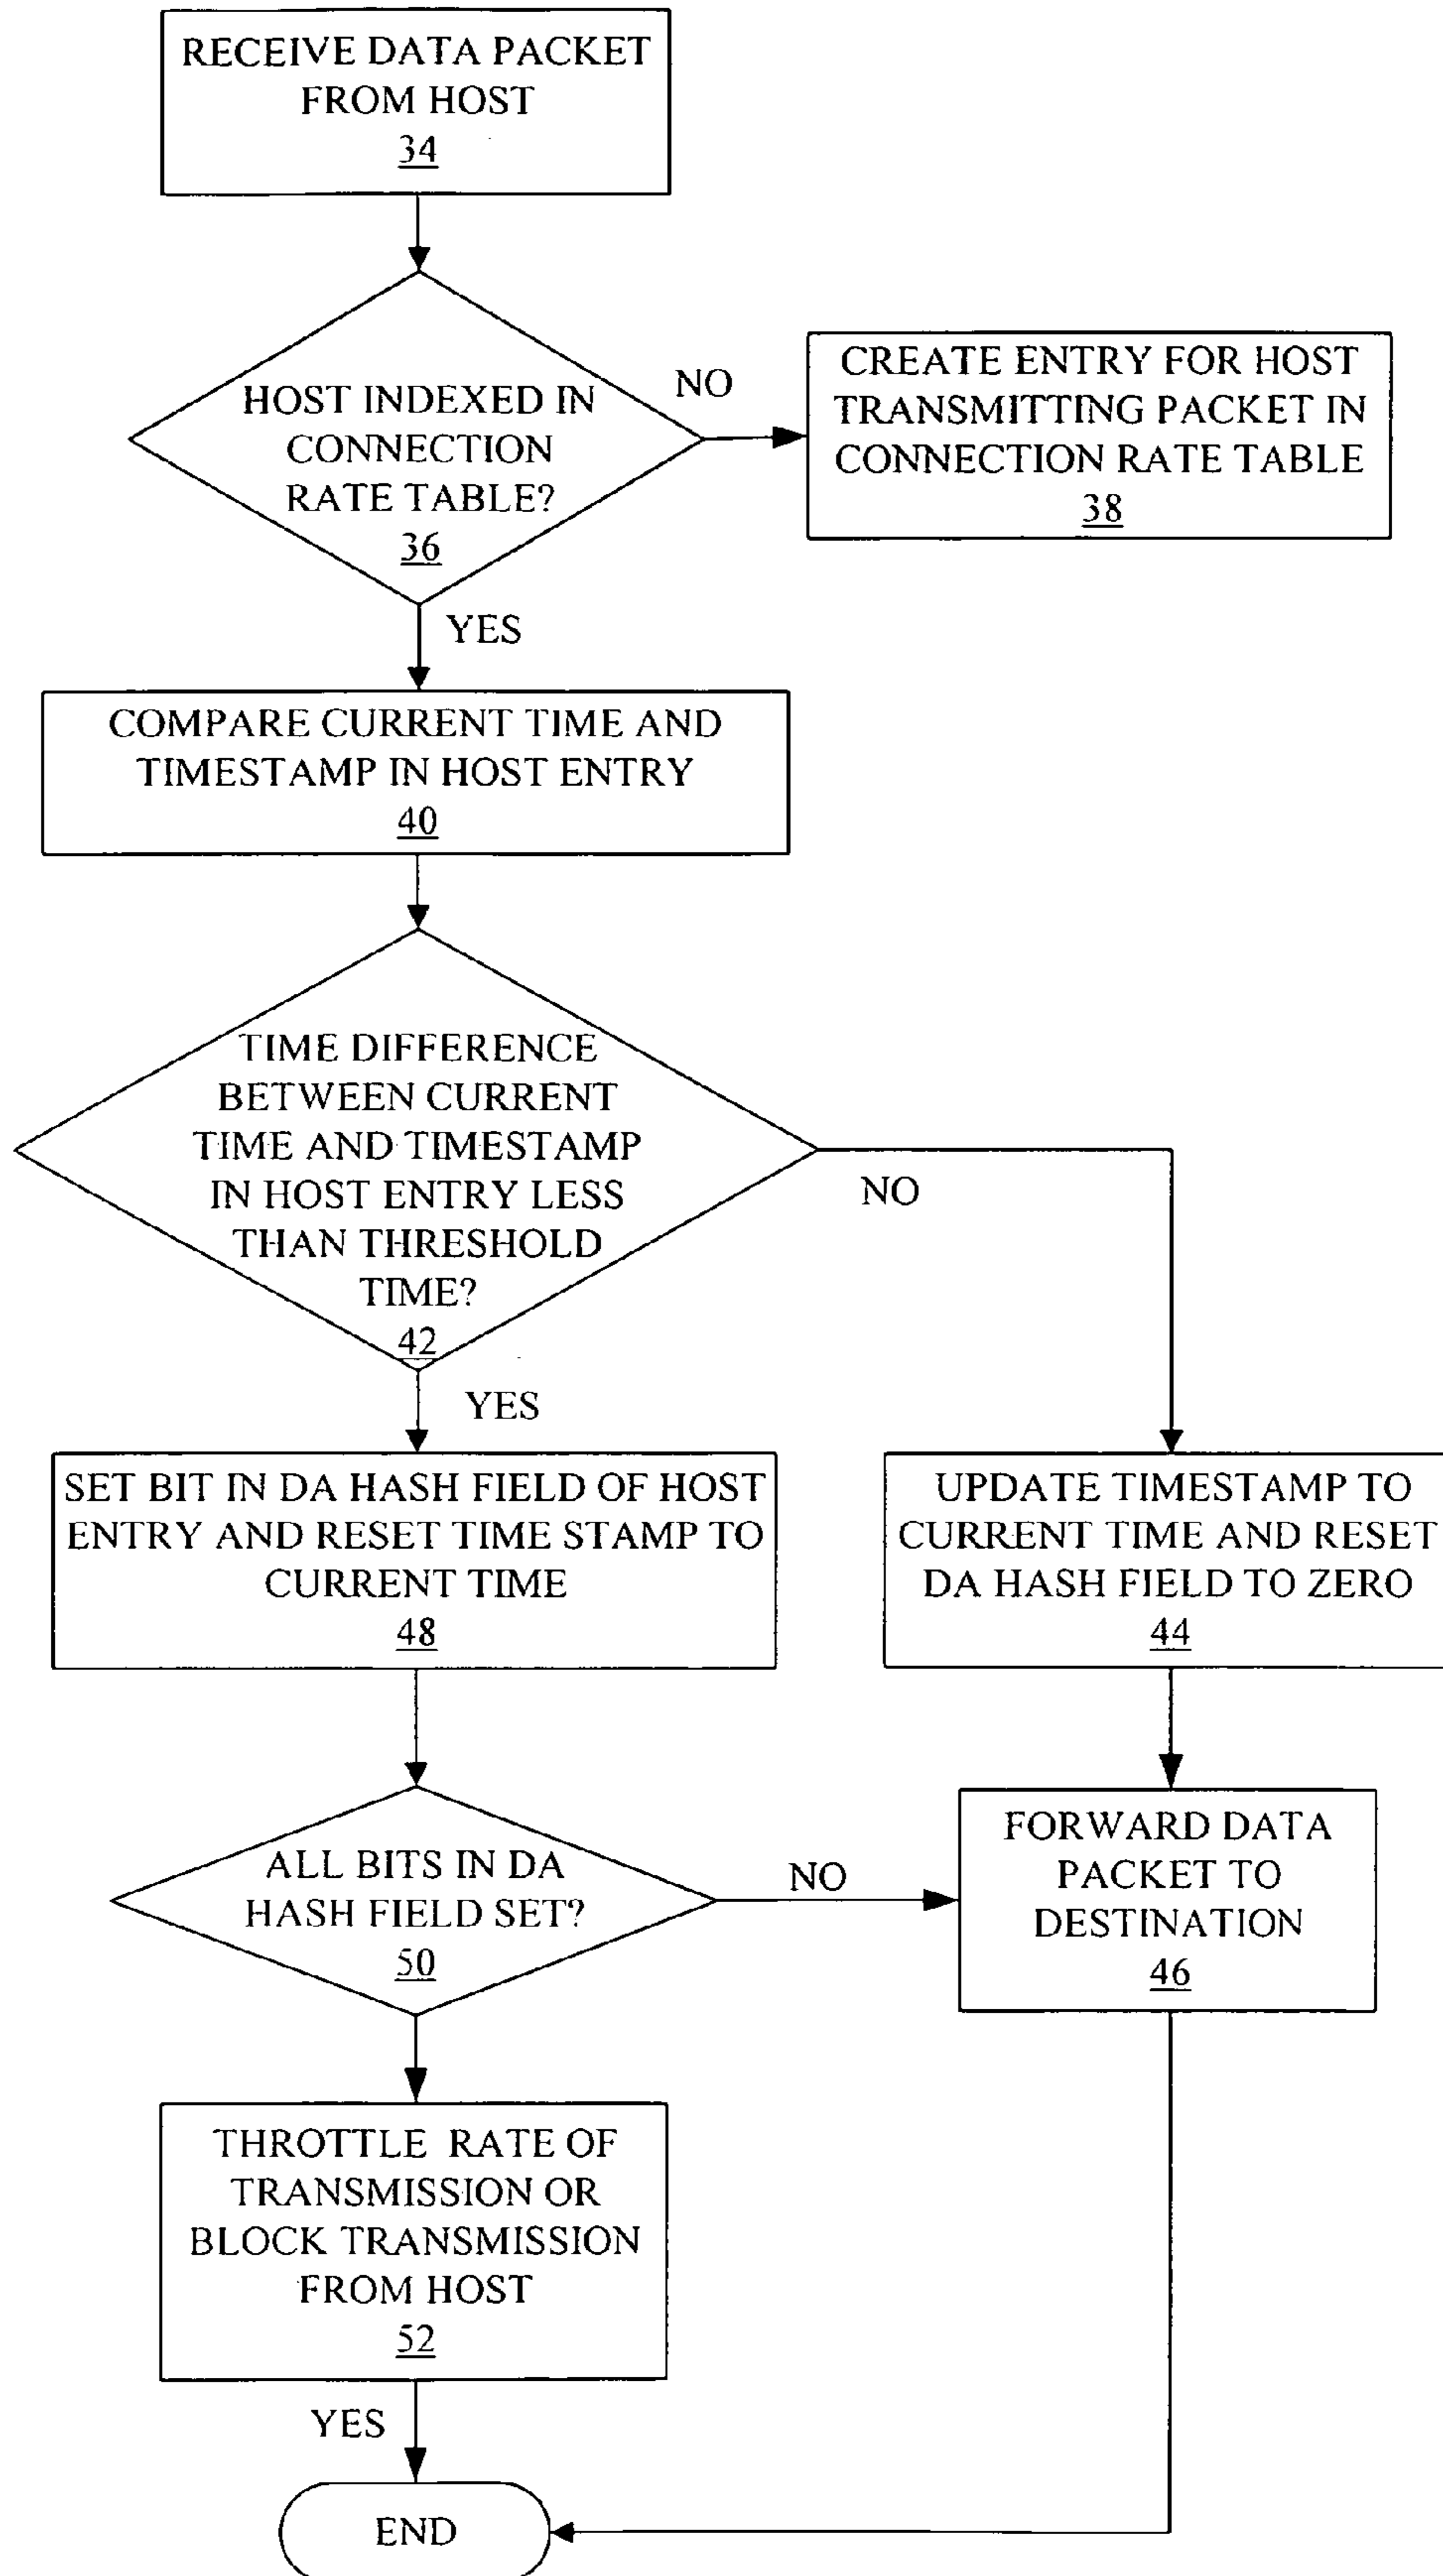 RECEIVE DATA PACKET
FROM HOST
34
HOST INDEXED IN
CONNECTION
RATE TABLE?
36
NO
CREATE ENTRY FOR HOST
TRANSMITTING PACKET IN
CONNECTION RATE TABLE
38
YES
COMPARE CURRENT TIME AND
TIMESTAMP IN HOST ENTRY
40
TIME DIFFERENCE
BETWEEN CURRENT
TIME AND TIMESTAMP
IN HOST ENTRY LESS
THAN THRESHOLD
TIME?
42
NO
YES
SET BIT IN DA HASH FIELD OF HOST
ENTRY AND RESET TIME STAMP TO
CURRENT TIME
48
UPDATE TIMESTAMP TO
CURRENT TIME AND RESET
DA HASH FIELD TO ZERO
44
ALL BITS IN DA
HASH FIELD SET?
50
NO
FORWARD DATA
PACKET TO
DESTINATION
46
THROTTLE RATE OF
TRANSMISSION OR
BLOCK TRANSMISSION
FROM HOST
52
YES
END